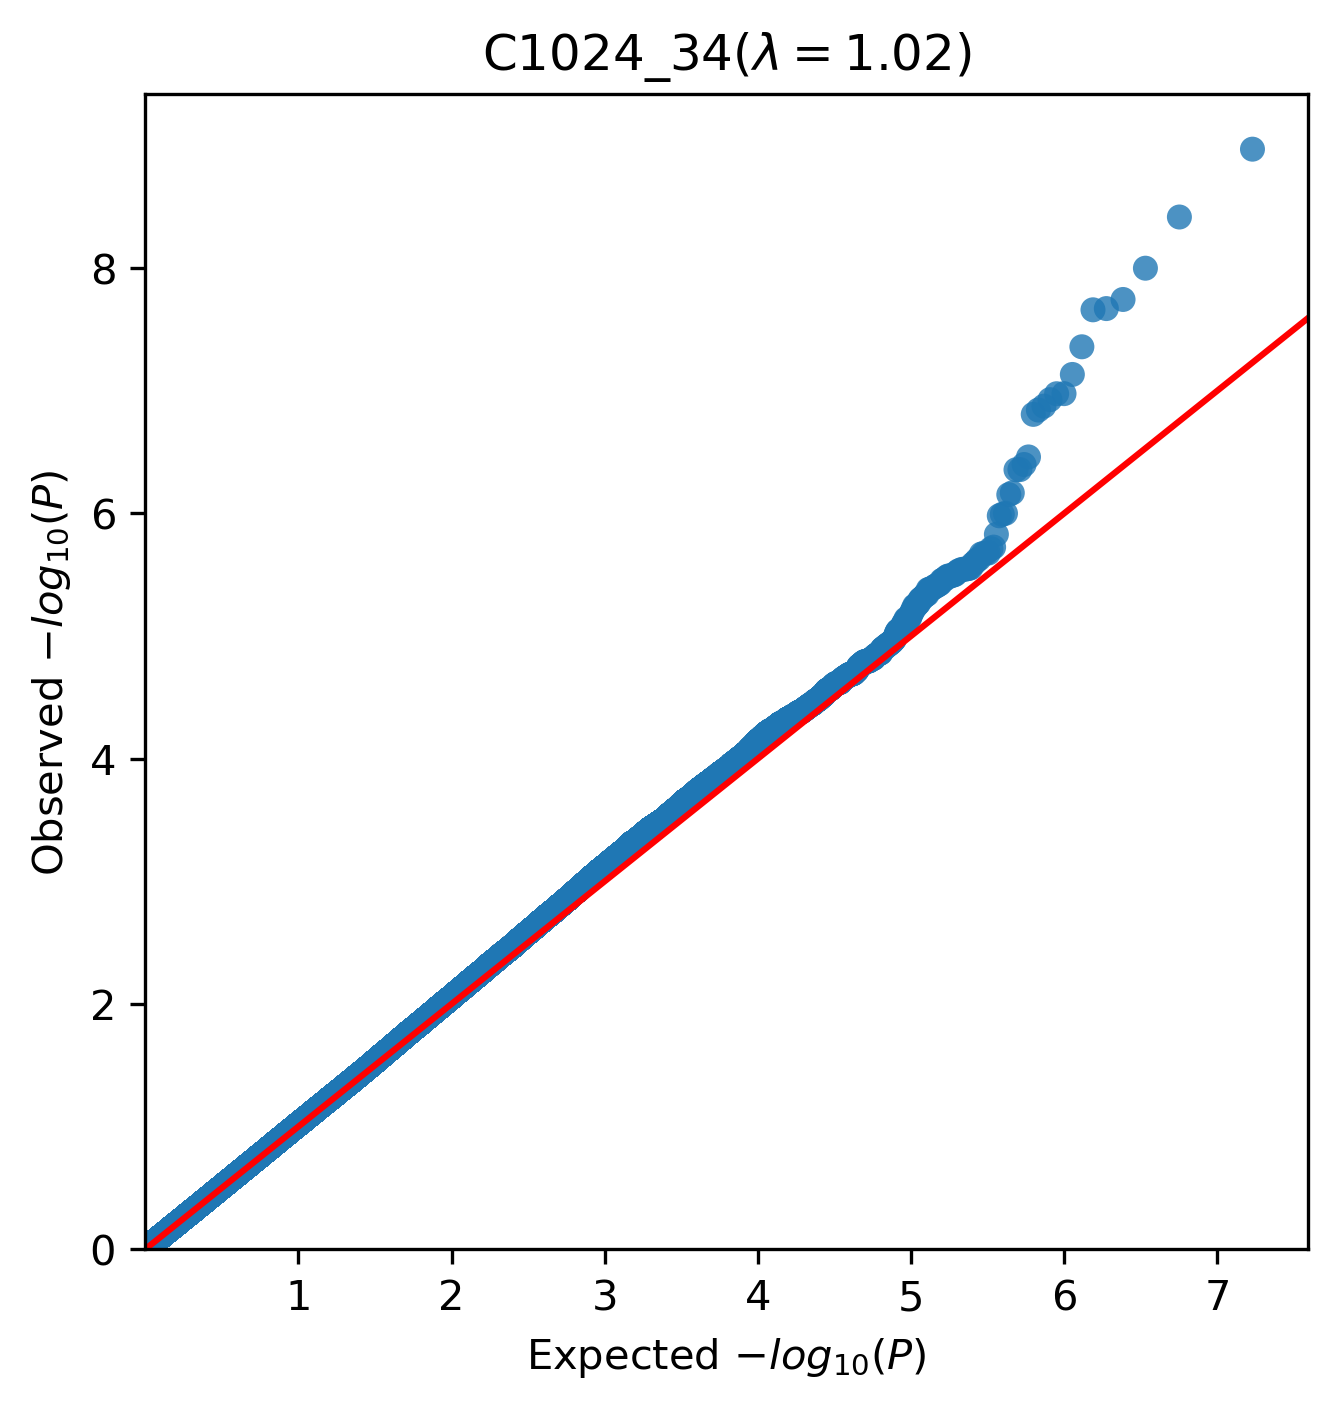 C1024_34(λ = 1.02)
Observed −log₁₀(P)
8
6
4
2
0
1 2 3 4 5 6 7
Expected −log₁₀(P)